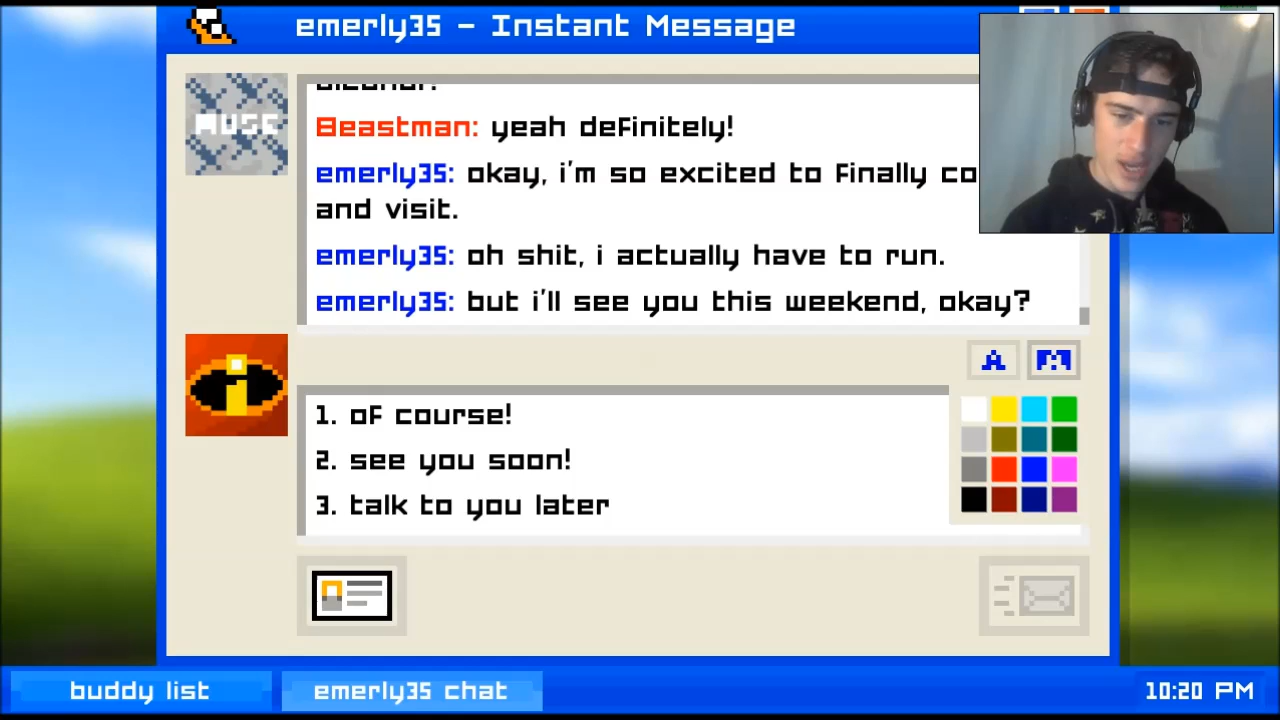 emerly35 - Instant Message
MUSE
Beastman: yeah definitely!
emerly35: okay, i'm so excited to finally co
and visit.
emerly35: oh shit, i actually have to run.
emerly35: but i'll see you this weekend, okay?
A
1. of course!
2. see you soon!
3. talk to you later
buddy list
emerly35 chat
10:20 PM